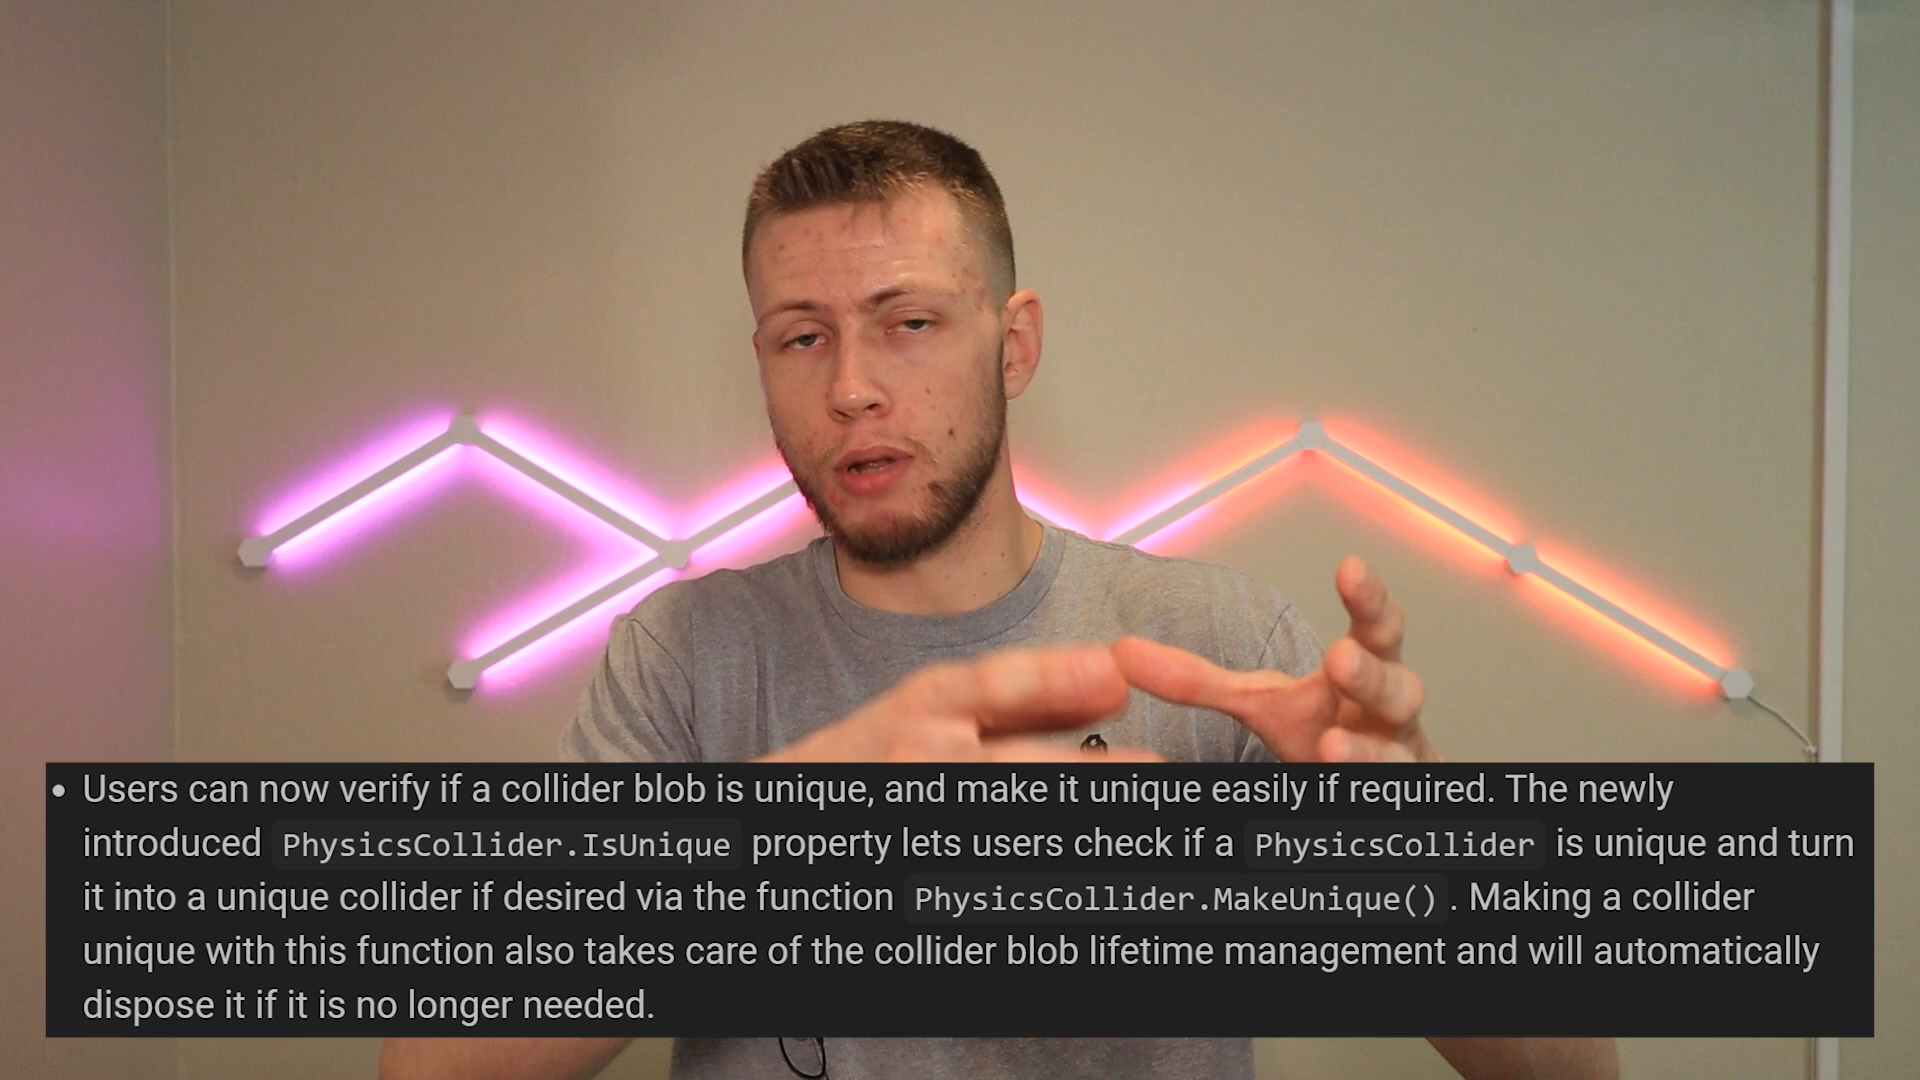 • Users can now verify if a collider blob is unique, and make it unique easily if required. The newly
introduced PhysicsCollider.IsUnique property lets users check if a PhysicsCollider is unique and turn
it into a unique collider if desired via the function PhysicsCollider.MakeUnique(). Making a collider
unique with this function also takes care of the collider blob lifetime management and will automatically
dispose it if it is no longer needed.